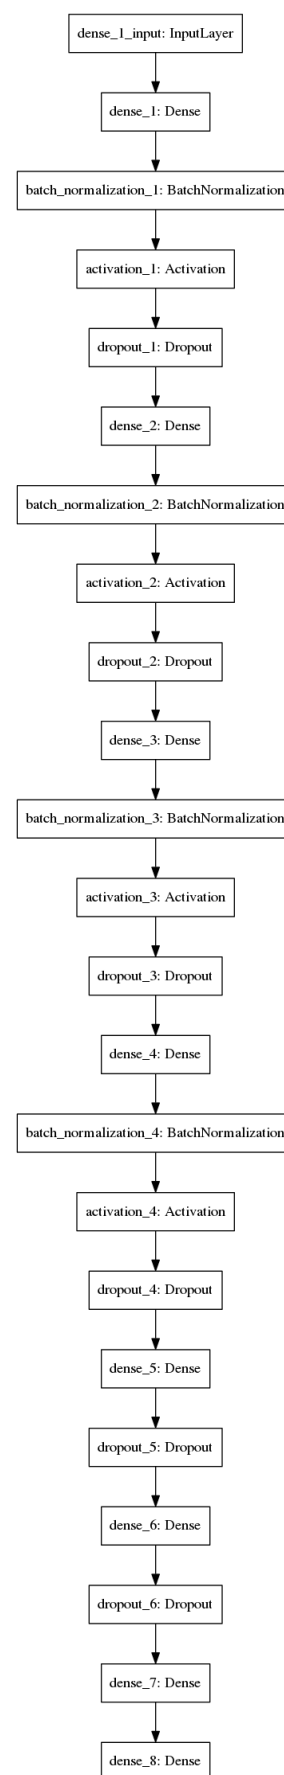 dense_1_input: InputLayer
dense_1: Dense
batch_normalization_1: BatchNormalization
activation_1: Activation
dropout_1: Dropout
dense_2: Dense
batch_normalization_2: BatchNormalization
activation_2: Activation
dropout_2: Dropout
dense_3: Dense
batch_normalization_3: BatchNormalization
activation_3: Activation
dropout_3: Dropout
dense_4: Dense
batch_normalization_4: BatchNormalization
activation_4: Activation
dropout_4: Dropout
dense_5: Dense
dropout_5: Dropout
dense_6: Dense
dropout_6: Dropout
dense_7: Dense
dense_8: Dense